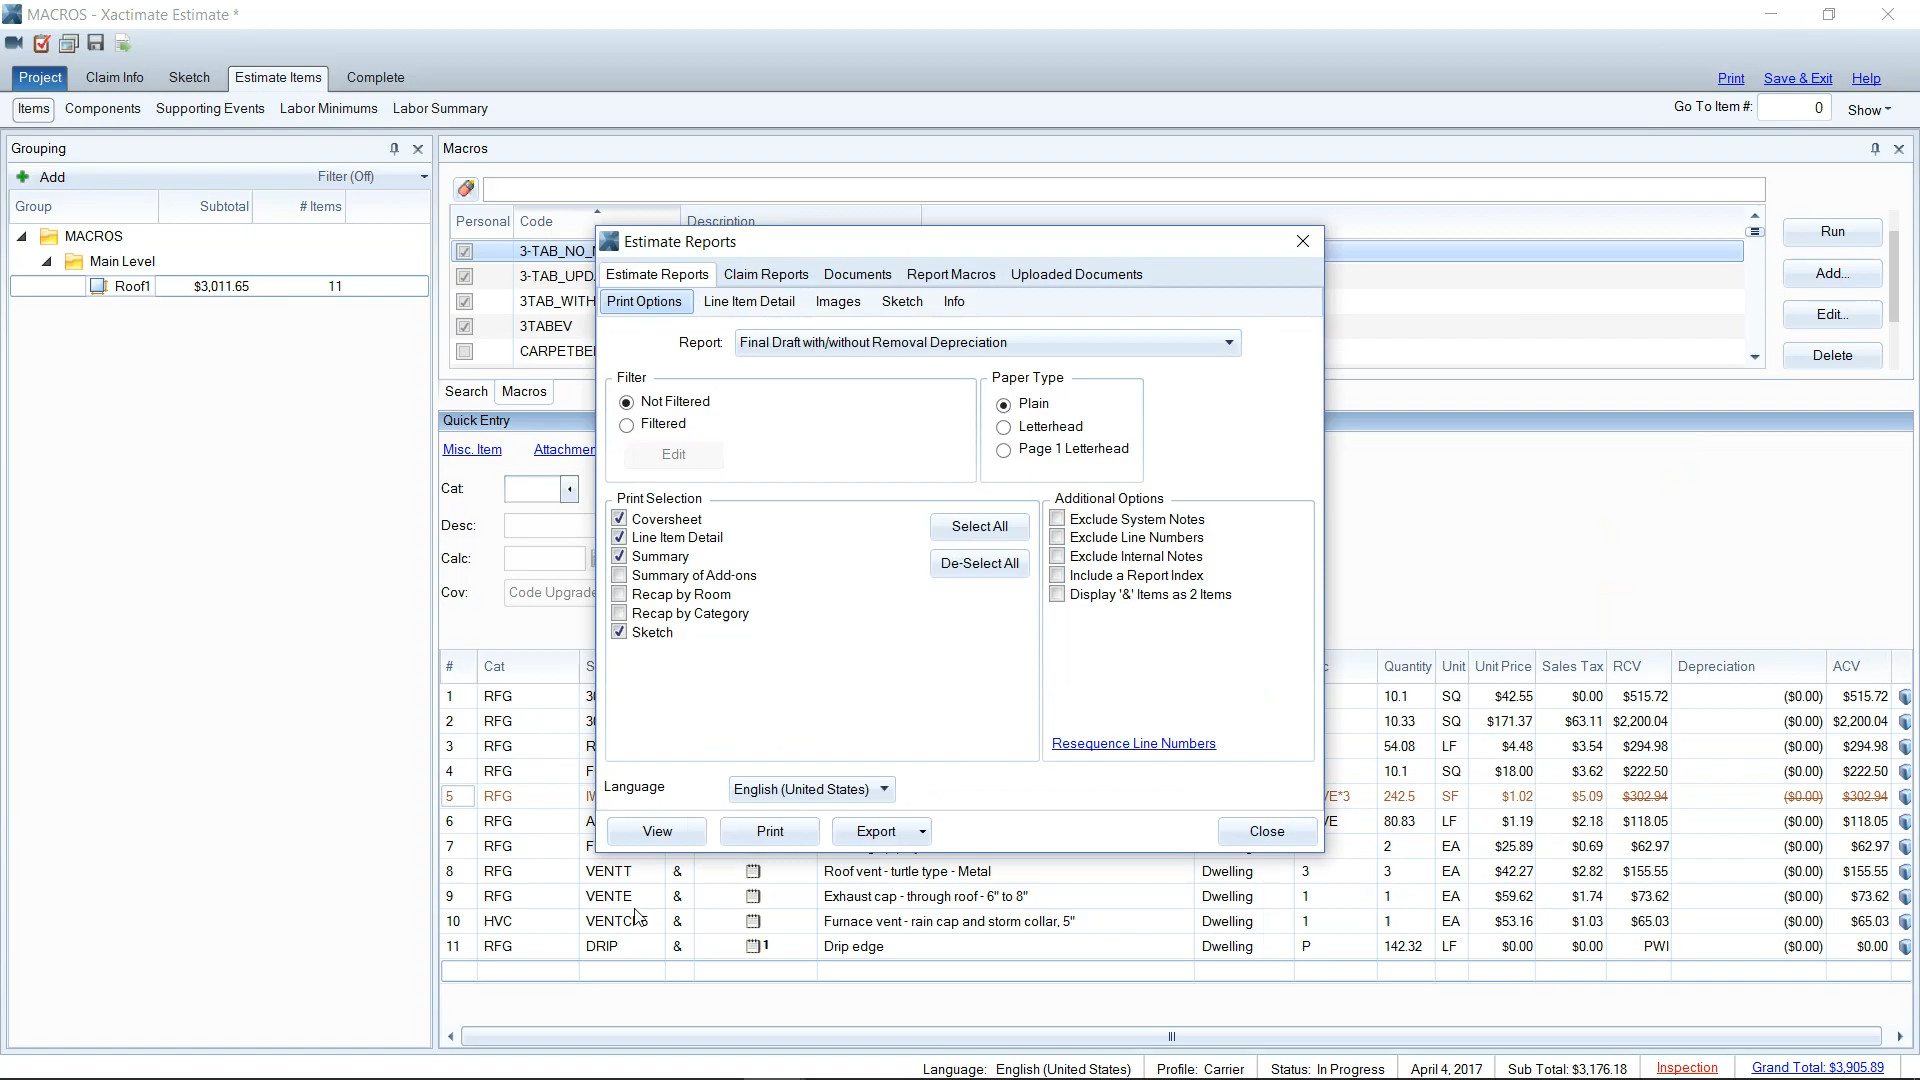 MACROS - Xactimate Estimate *
Project Claim Info Sketch Estimate Items Complete Print Save & Exit Help
Items Components Supporting Events Labor Minimums Labor Summary Go To Item #: 0 Show
Grouping
Add Filter (Off)
Group Subtotal # Items
MACROS
Main Level
Roof1 $3,011.65 11
Macros
Personal Code Description
3-TAB_NO_
3-TAB_UPD
3TAB_WITH
3TABEV
CARPETBE
Run
Add...
Edit...
Delete
Search Macros
Quick Entry
Misc. Item Attachmen
Cat:
Desc:
Calc:
Cov: Code Upgrade
Estimate Reports
Estimate Reports Claim Reports Documents Report Macros Uploaded Documents
Print Options Line Item Detail Images Sketch Info
Report: Final Draft with/without Removal Depreciation
Filter
Not Filtered
Filtered
Edit
Paper Type
Plain
Letterhead
Page 1 Letterhead
Print Selection
Coversheet
Line Item Detail
Summary
Summary of Add-ons
Recap by Room
Recap by Category
Sketch
Select All
De-Select All
Additional Options
Exclude System Notes
Exclude Line Numbers
Exclude Internal Notes
Include a Report Index
Display '&' Items as 2 Items
Resequence Line Numbers
Language English (United States)
View Print Export Close
# Cat S c Quantity Unit Unit Price Sales Tax RCV Depreciation ACV
1 RFG 30 10.1 SQ $42.55 $0.00 $515.72 ($0.00) $515.72
2 RFG 30 10.33 SQ $171.37 $63.11 $2,200.04 ($0.00) $2,200.04
3 RFG R 54.08 LF $4.48 $3.54 $294.98 ($0.00) $294.98
4 RFG F 10.1 SQ $18.00 $3.62 $222.50 ($0.00) $222.50
5 RFG IW VE*3 242.5 SF $1.02 $5.09 $302.94 ($0.00) $302.94
6 RFG A VE 80.83 LF $1.19 $2.18 $118.05 ($0.00) $118.05
7 RFG F 2 EA $25.89 $0.69 $62.97 ($0.00) $62.97
8 RFG VENTT & Roof vent - turtle type - Metal Dwelling 3 3 EA $42.27 $2.82 $155.55 ($0.00) $155.55
9 RFG VENTE & Exhaust cap - through roof - 6" to 8" Dwelling 1 1 EA $59.62 $1.74 $73.62 ($0.00) $73.62
10 HVC VENTC 5 & Furnace vent - rain cap and storm collar, 5" Dwelling 1 1 EA $53.16 $1.03 $65.03 ($0.00) $65.03
11 RFG DRIP & 1 Drip edge Dwelling P 142.32 LF $0.00 $0.00 PWI ($0.00) $0.00
Language: English (United States) Profile: Carrier Status: In Progress April 4, 2017 Sub Total: $3,176.18 Inspection Grand Total: $3,905.89